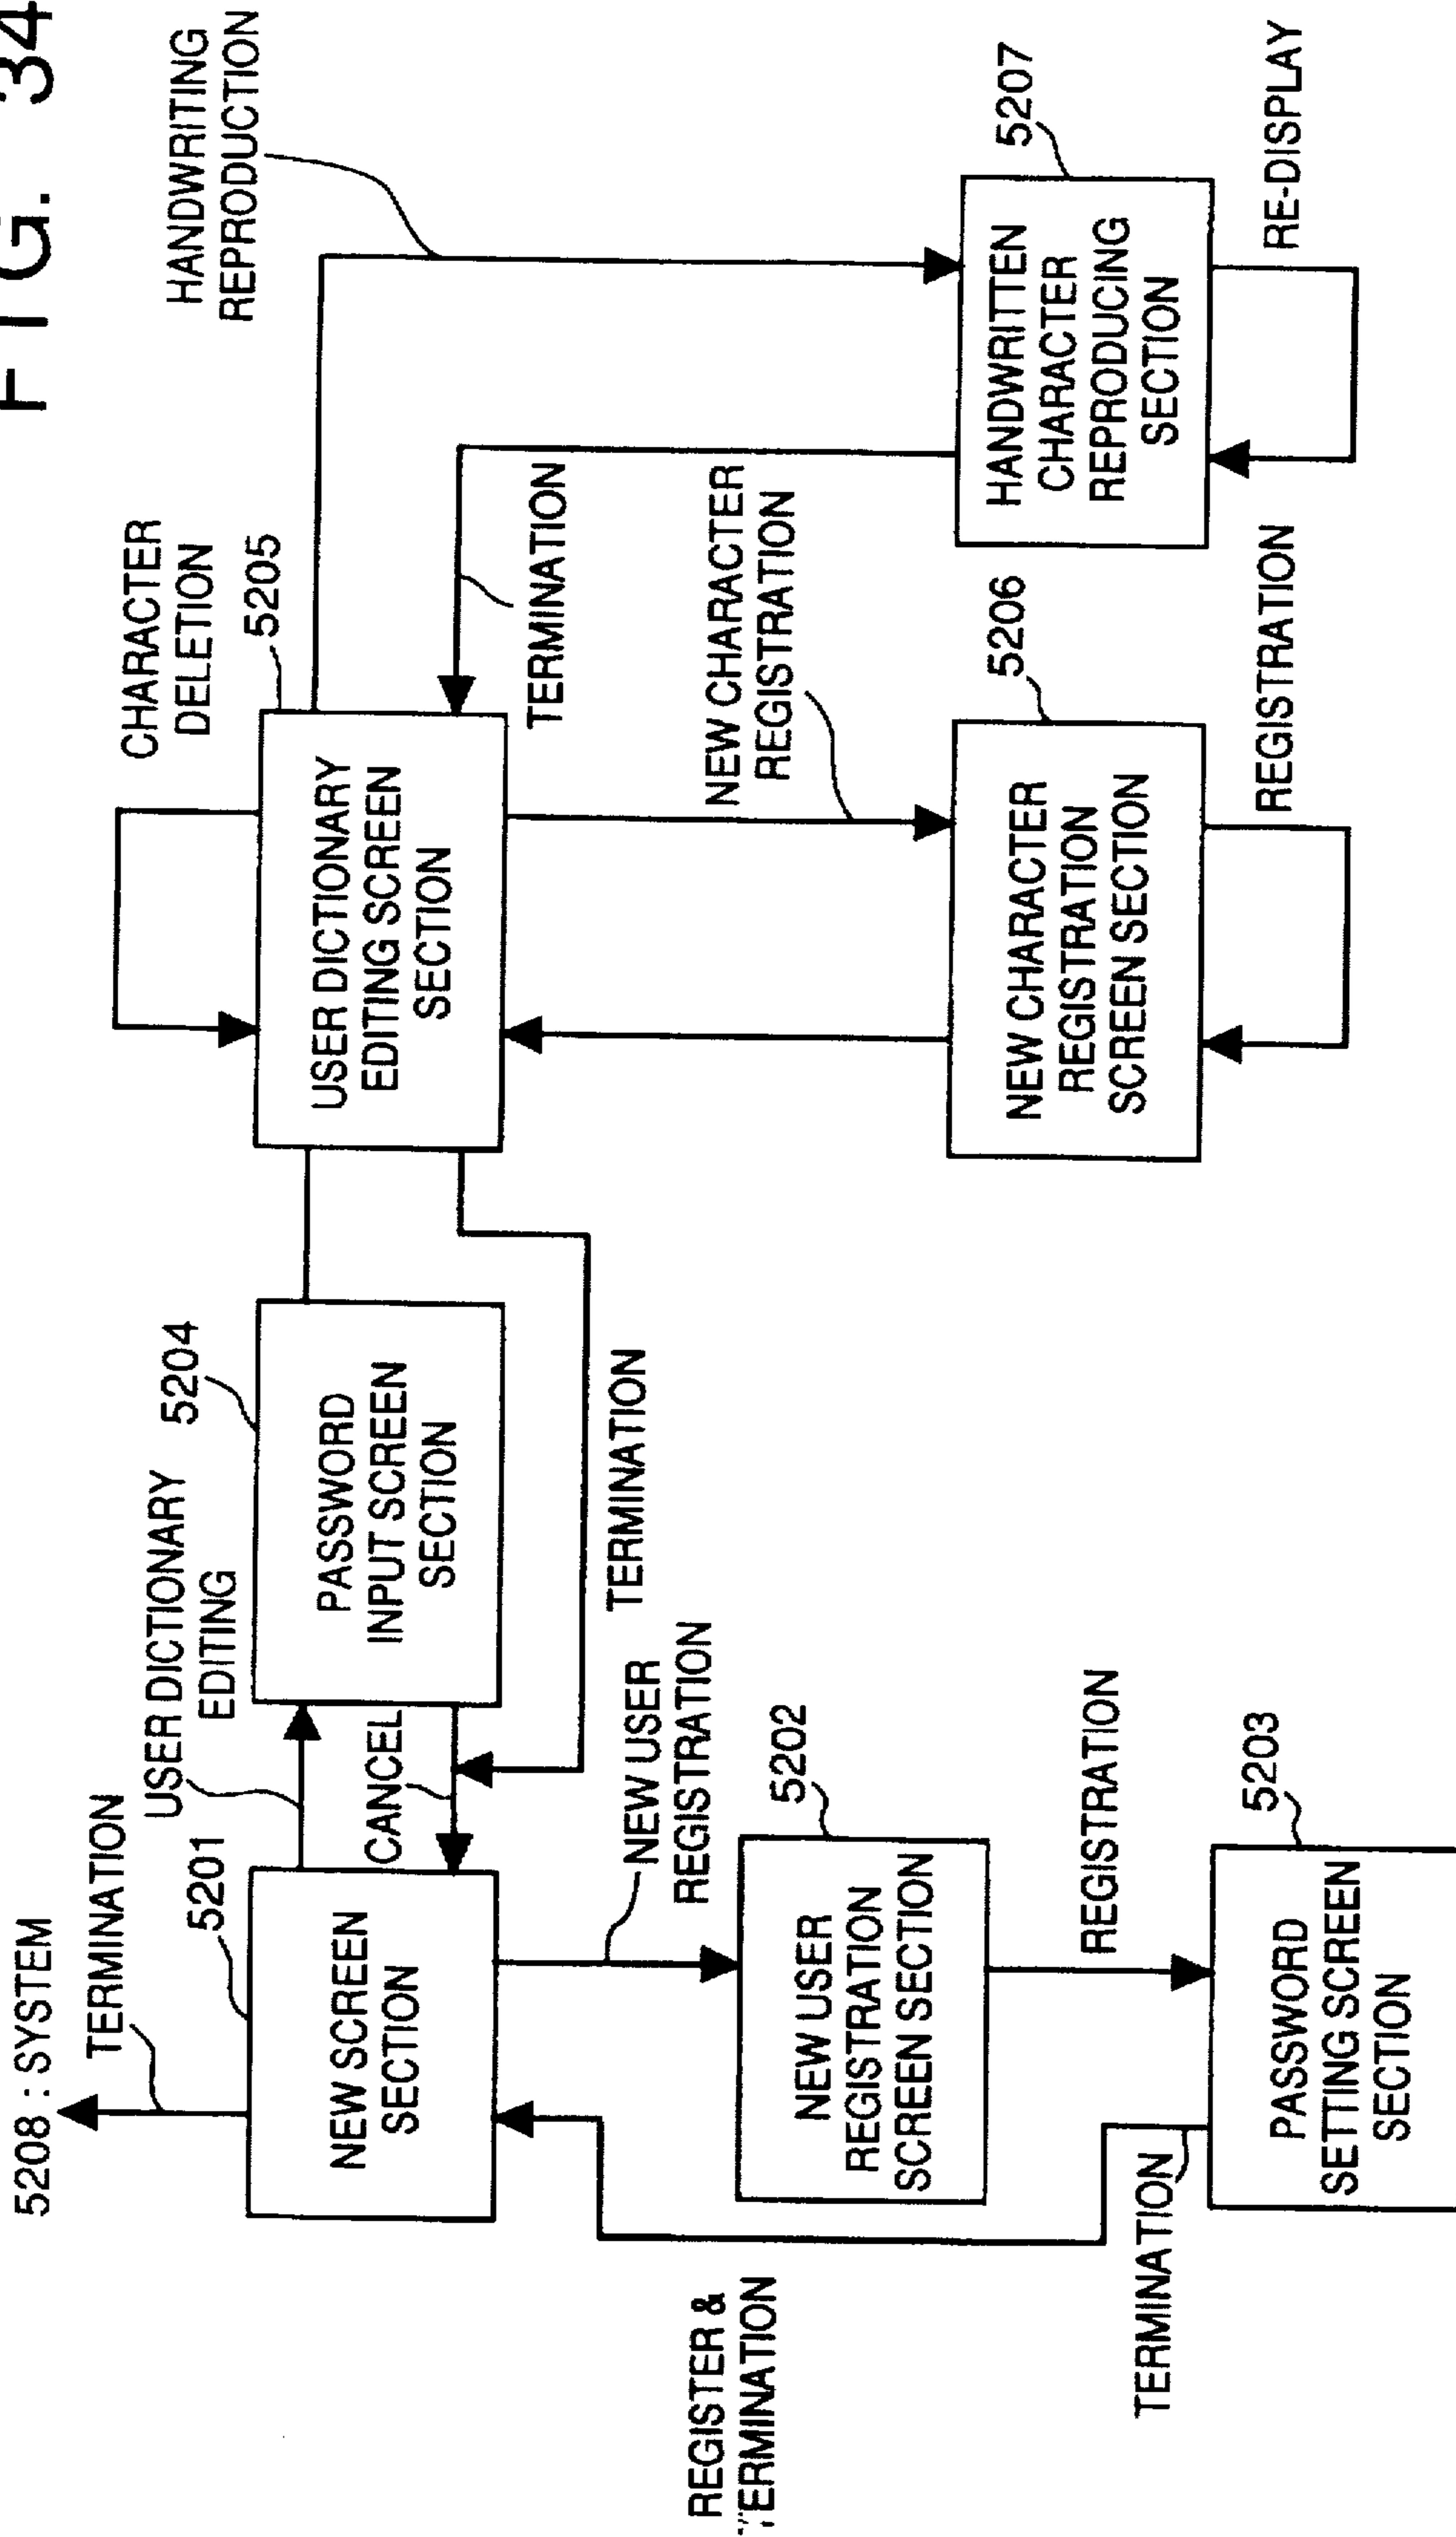 FIG. 34
5208 : SYSTEM
TERMINATION
5201
NEW SCREEN
SECTION
USER DICTIONARY
EDITING
CANCEL
5204
PASSWORD
INPUT SCREEN
SECTION
TERMINATION
CHARACTER
DELETION
5205
USER DICTIONARY
EDITING SCREEN
SECTION
HANDWRITING
REPRODUCTION
TERMINATION
NEW CHARACTER
REGISTRATION
NEW USER
REGISTRATION
5202
NEW USER
REGISTRATION
SCREEN SECTION
REGISTER &
TERMINATION
REGISTRATION
TERMINATION
5203
PASSWORD
SETTING SCREEN
SECTION
5206
NEW CHARACTER
REGISTRATION
SCREEN SECTION
REGISTRATION
5207
HANDWRITTEN
CHARACTER
REPRODUCING
SECTION
RE-DISPLAY